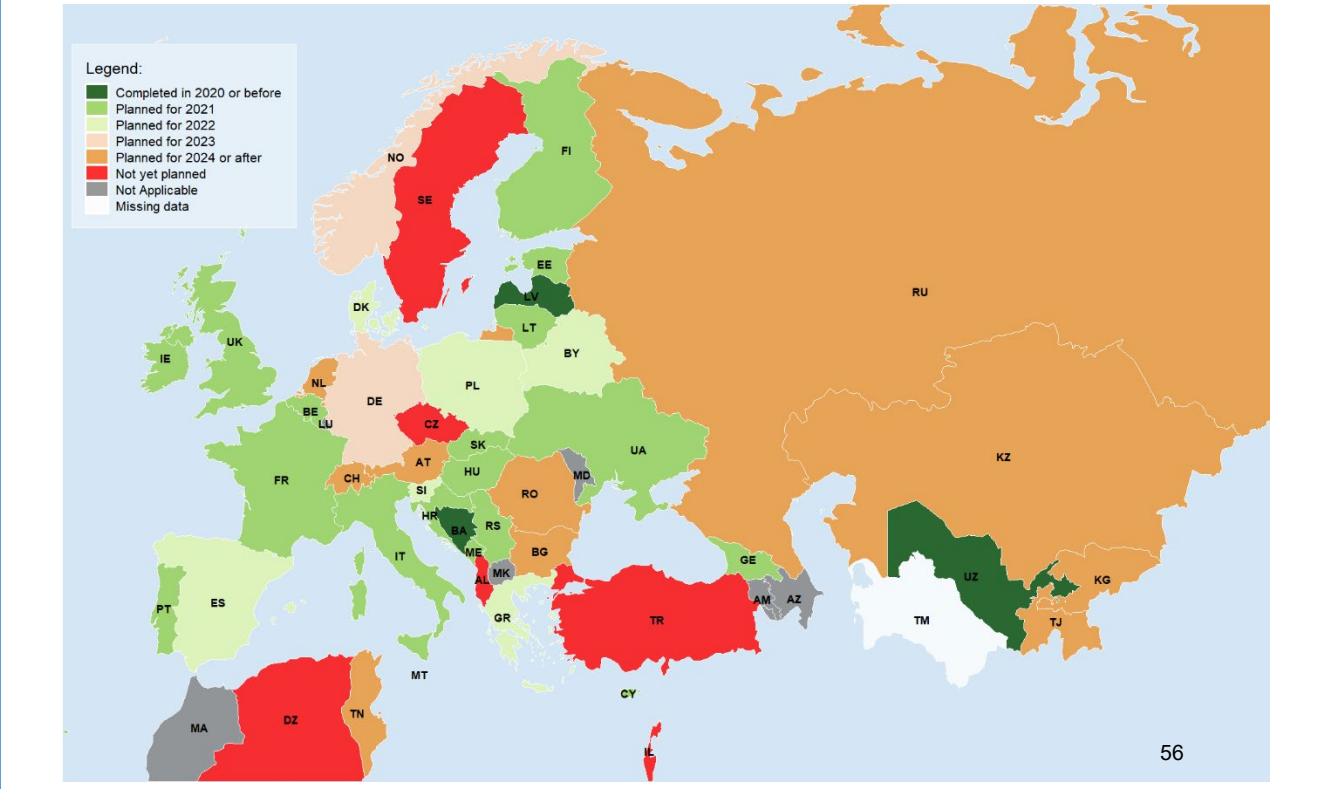 Legend:
Completed in 2020 or before
Planned for 2021
Planned for 2022
Planned for 2023
Planned for 2024 or after
Not yet planned
Not Applicable
Missing data
NO
FI
SE
EE
RU
LV
DK
LT
UK
IE
BY
NL
PL
DE
BE
LU
CZ
SK
UA
KZ
AT
HU
CH
MD
FR
SI
RO
HR
RS
BA
ME
BG
IT
GE
MK
AL
UZ
KG
AM
AZ
ES
PT
GR
TR
TM
TJ
MT
CY
TN
DZ
MA
IL
56